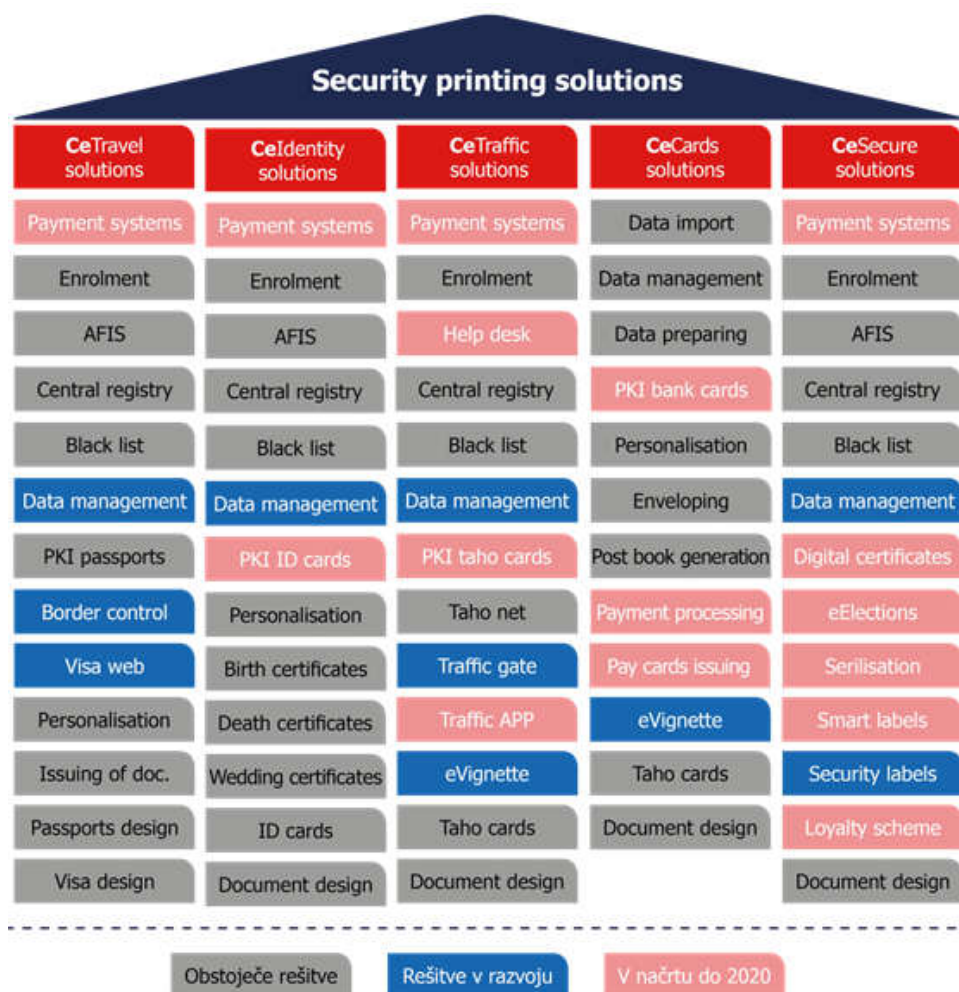 Security printing solutions
CeTravel
solutions
Payment systems
Enrolment
AFIS
Central registry
Black list
Data management
PKI passports
Border control
Visa web
Personalisation
Issuing of doc.
Passports design
Visa design
CeIdentity
solutions
Payment systems
Enrolment
AFIS
Central registry
Black list
Data management
PKI ID cards
Personalisation
Birth certificates
Death certificates
Wedding certificates
ID cards
Document design
CeTraffic
solutions
Payment systems
Enrolment
Help desk
Central registry
Black list
Data management
PKI taho cards
Taho net
Traffic gate
Traffic APP
eVignette
Taho cards
Document design
CeCards
solutions
Data import
Data management
Data preparing
PKI bank cards
Personalisation
Enveloping
Post book generation
Payment processing
Pay cards issuing
eVignette
Taho cards
Document design
CeSecure
solutions
Payment systems
Enrolment
AFIS
Central registry
Black list
Data management
Digital certificates
eElections
Serilisation
Smart labels
Security labels
Loyalty scheme
Document design
Obstoječe rešitve
Rešitve v razvoju
V načrtu do 2020